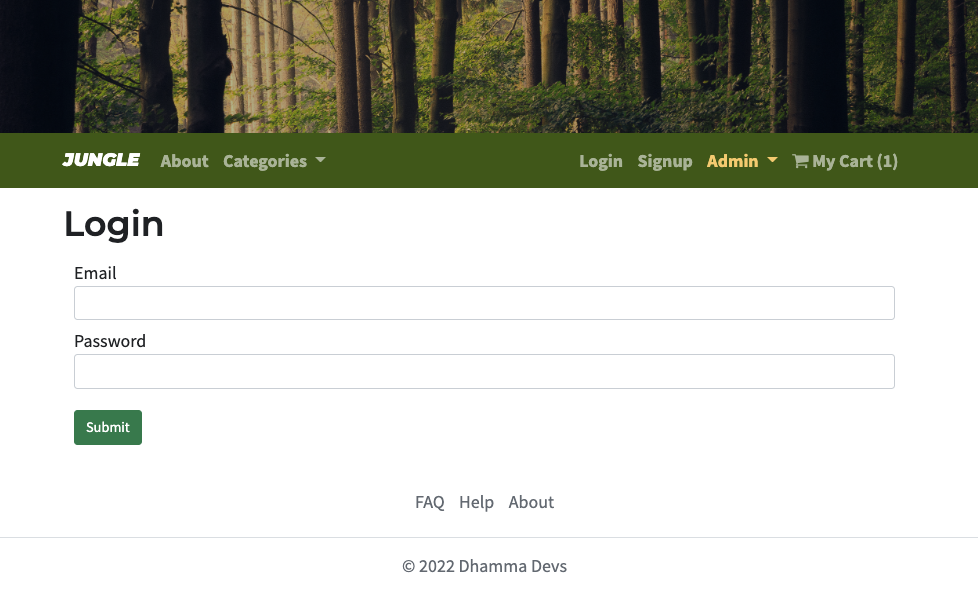 JUNGLE About Categories Login Signup Admin My Cart (1)
Login
Email
Password
Submit
FAQ Help About
© 2022 Dhamma Devs